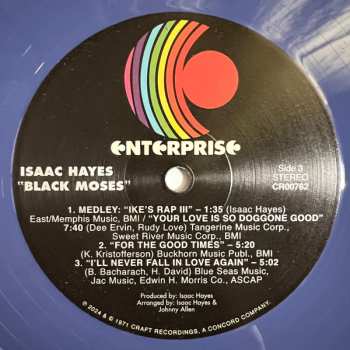 ENTERPRISE
ISAAC HAYES
"BLACK MOSES"
Side 3
STEREO
CR00762
1. MEDLEY: "IKE'S RAP III" – 1:35 (Isaac Hayes)
East/Memphis Music, BMI / "YOUR LOVE IS SO DOGGONE GOOD"
7:40 (Dee Ervin, Rudy Love) Tangerine Music Corp.,
Sweet River Music Corp., BMI
2. "FOR THE GOOD TIMES" – 5:20
(K. Kristofferson) Buckhorn Music Publ., BMI
3. "I'LL NEVER FALL IN LOVE AGAIN" – 5:02
(B. Bacharach, H. David) Blue Seas Music,
Jac Music, Edwin H. Morris Co., ASCAP
Produced by: Isaac Hayes
Arranged by: Isaac Hayes &
Johnny Allen
℗ 2024 & © 1971 CRAFT RECORDINGS, A CONCORD COMPANY.